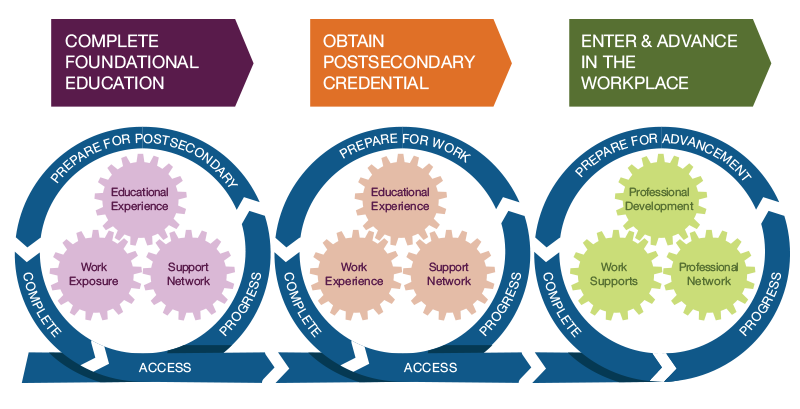 COMPLETE
FOUNDATIONAL
EDUCATION
OBTAIN
POSTSECONDARY
CREDENTIAL
ENTER & ADVANCE
IN THE
WORKPLACE
PREPARE FOR POSTSECONDARY
Educational
Experience
Work
Exposure
Support
Network
COMPLETE
PROGRESS
ACCESS
PREPARE FOR WORK
Educational
Experience
Work
Experience
Support
Network
COMPLETE
PROGRESS
ACCESS
PREPARE FOR ADVANCEMENT
Professional
Development
Work
Supports
Professional
Network
COMPLETE
PROGRESS